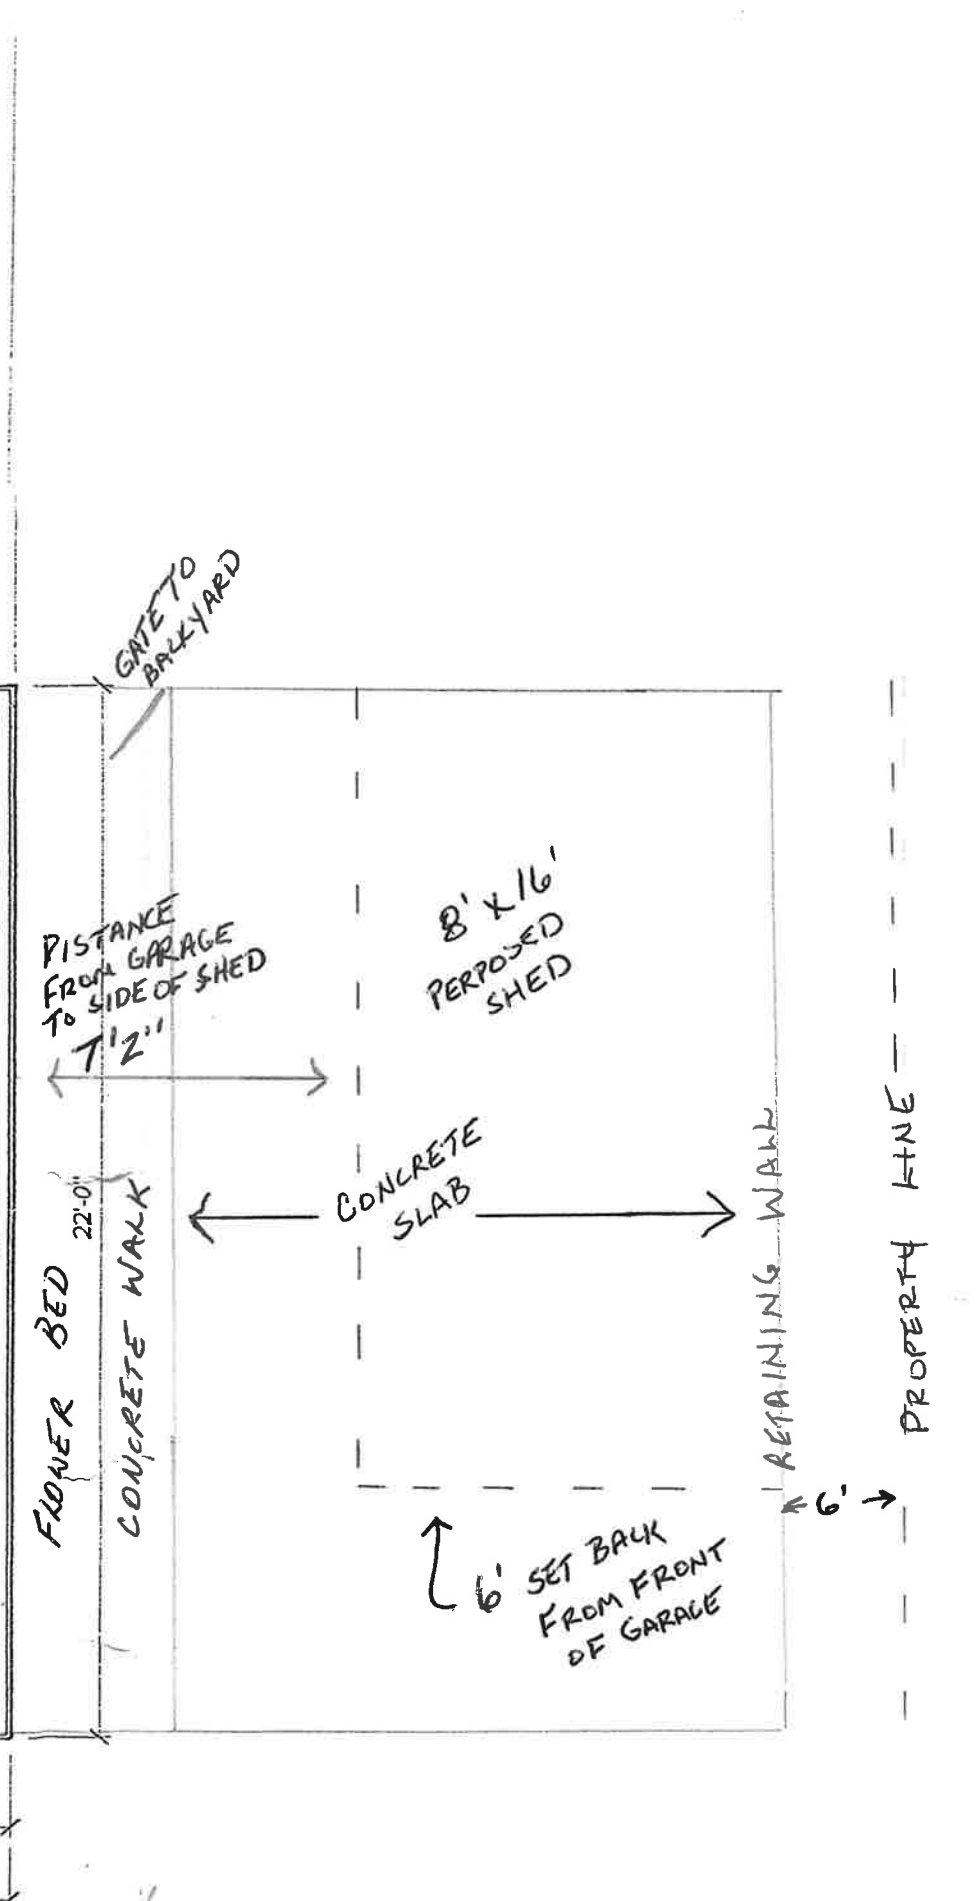 GATE TO
BACKYARD
8' x 16'
PERPOSED
SHED
DISTANCE
FROM GARAGE
TO SIDE OF SHED
7'2"
CONCRETE
SLAB
22'-0"
FLOWER BED
CONCRETE WALK
RETAINING WALL
PROPERTY LINE
6'
6' SET BACK
FROM FRONT
OF GARAGE